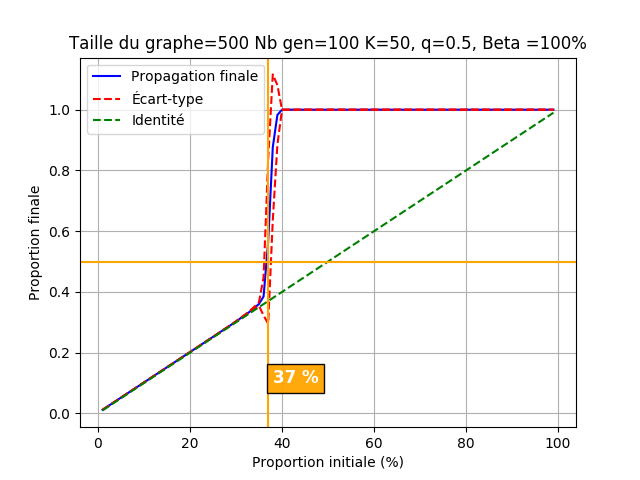 Taille du graphe=500 Nb gen=100 K=50, q=0.5, Beta =100%
Propagation finale
Écart-type
Identité
Proportion finale
1.0
0.8
0.6
0.4
0.2
0.0
37 %
0 20 40 60 80 100
Proportion initiale (%)